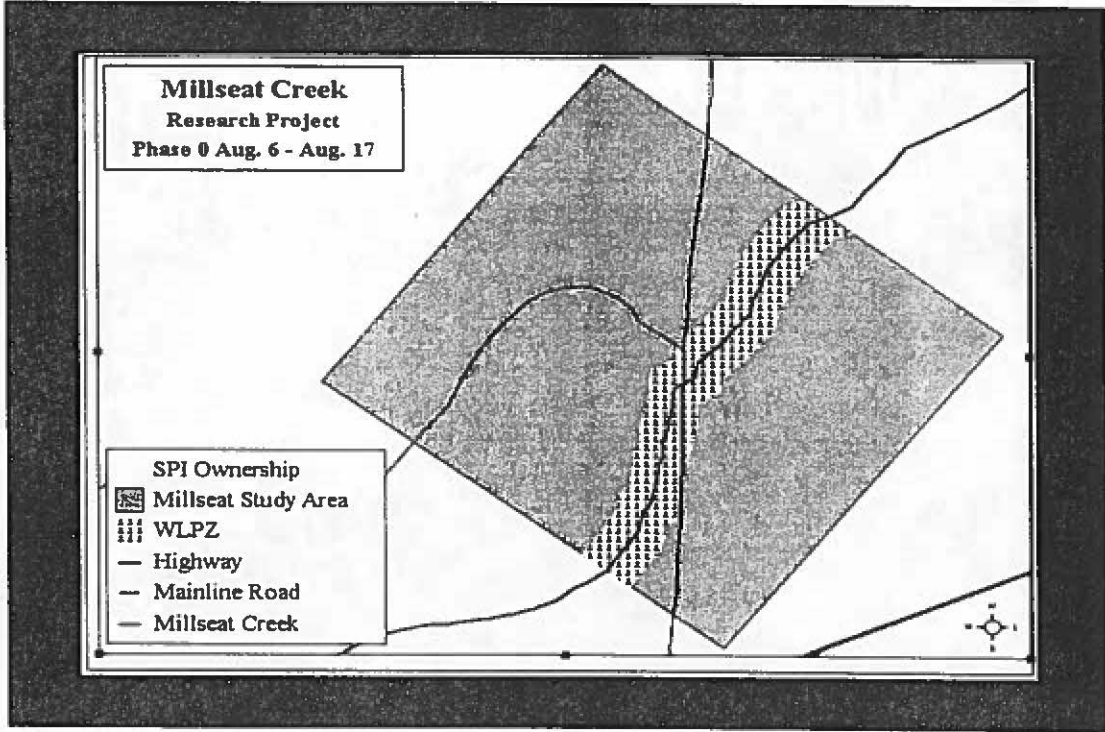 Millseat Creek
Research Project
Phase 0 Aug. 6 - Aug. 17
SPI Ownership
Millseat Study Area
WLPZ
Highway
Mainline Road
Millseat Creek